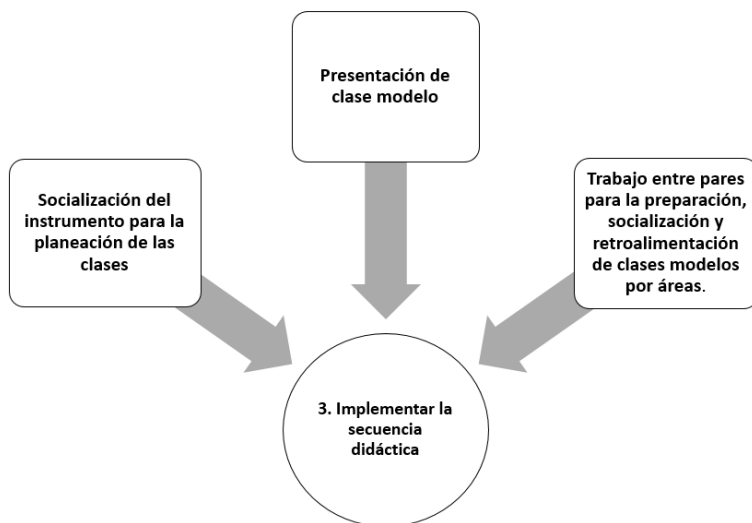 Presentación de
clase modelo
Socialización del
instrumento para la
planeación de las
clases
Trabajo entre pares
para la preparación,
socialización y
retroalimentación
de clases modelos
por áreas.
3. Implementar la
secuencia
didáctica